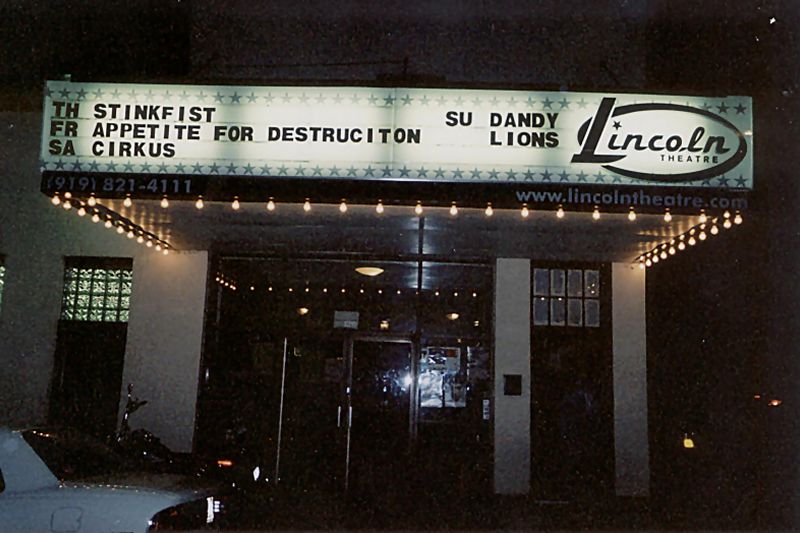 TH STINKFIST
FR APPETITE FOR DESTRUCITON
SA CIRKUS
SU DANDY
LIONS
Lincoln
THEATRE
(919) 821-4111
www.lincolntheatre.com